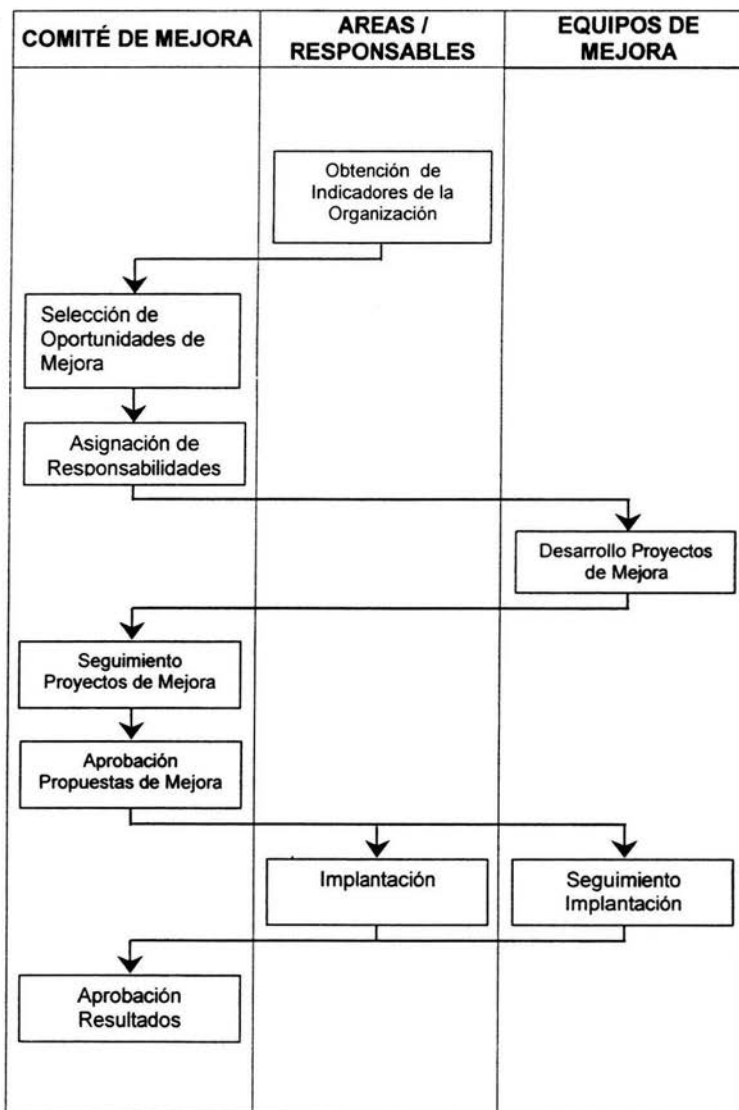 COMITÉ DE MEJORA
AREAS /
RESPONSABLES
EQUIPOS DE
MEJORA
Obtención de
Indicadores de la
Organización
Selección de
Oportunidades de
Mejora
Asignación de
Responsabilidades
Desarrollo Proyectos
de Mejora
Seguimiento
Proyectos de Mejora
Aprobación
Propuestas de Mejora
Implantación
Seguimiento
Implantación
Aprobación
Resultados